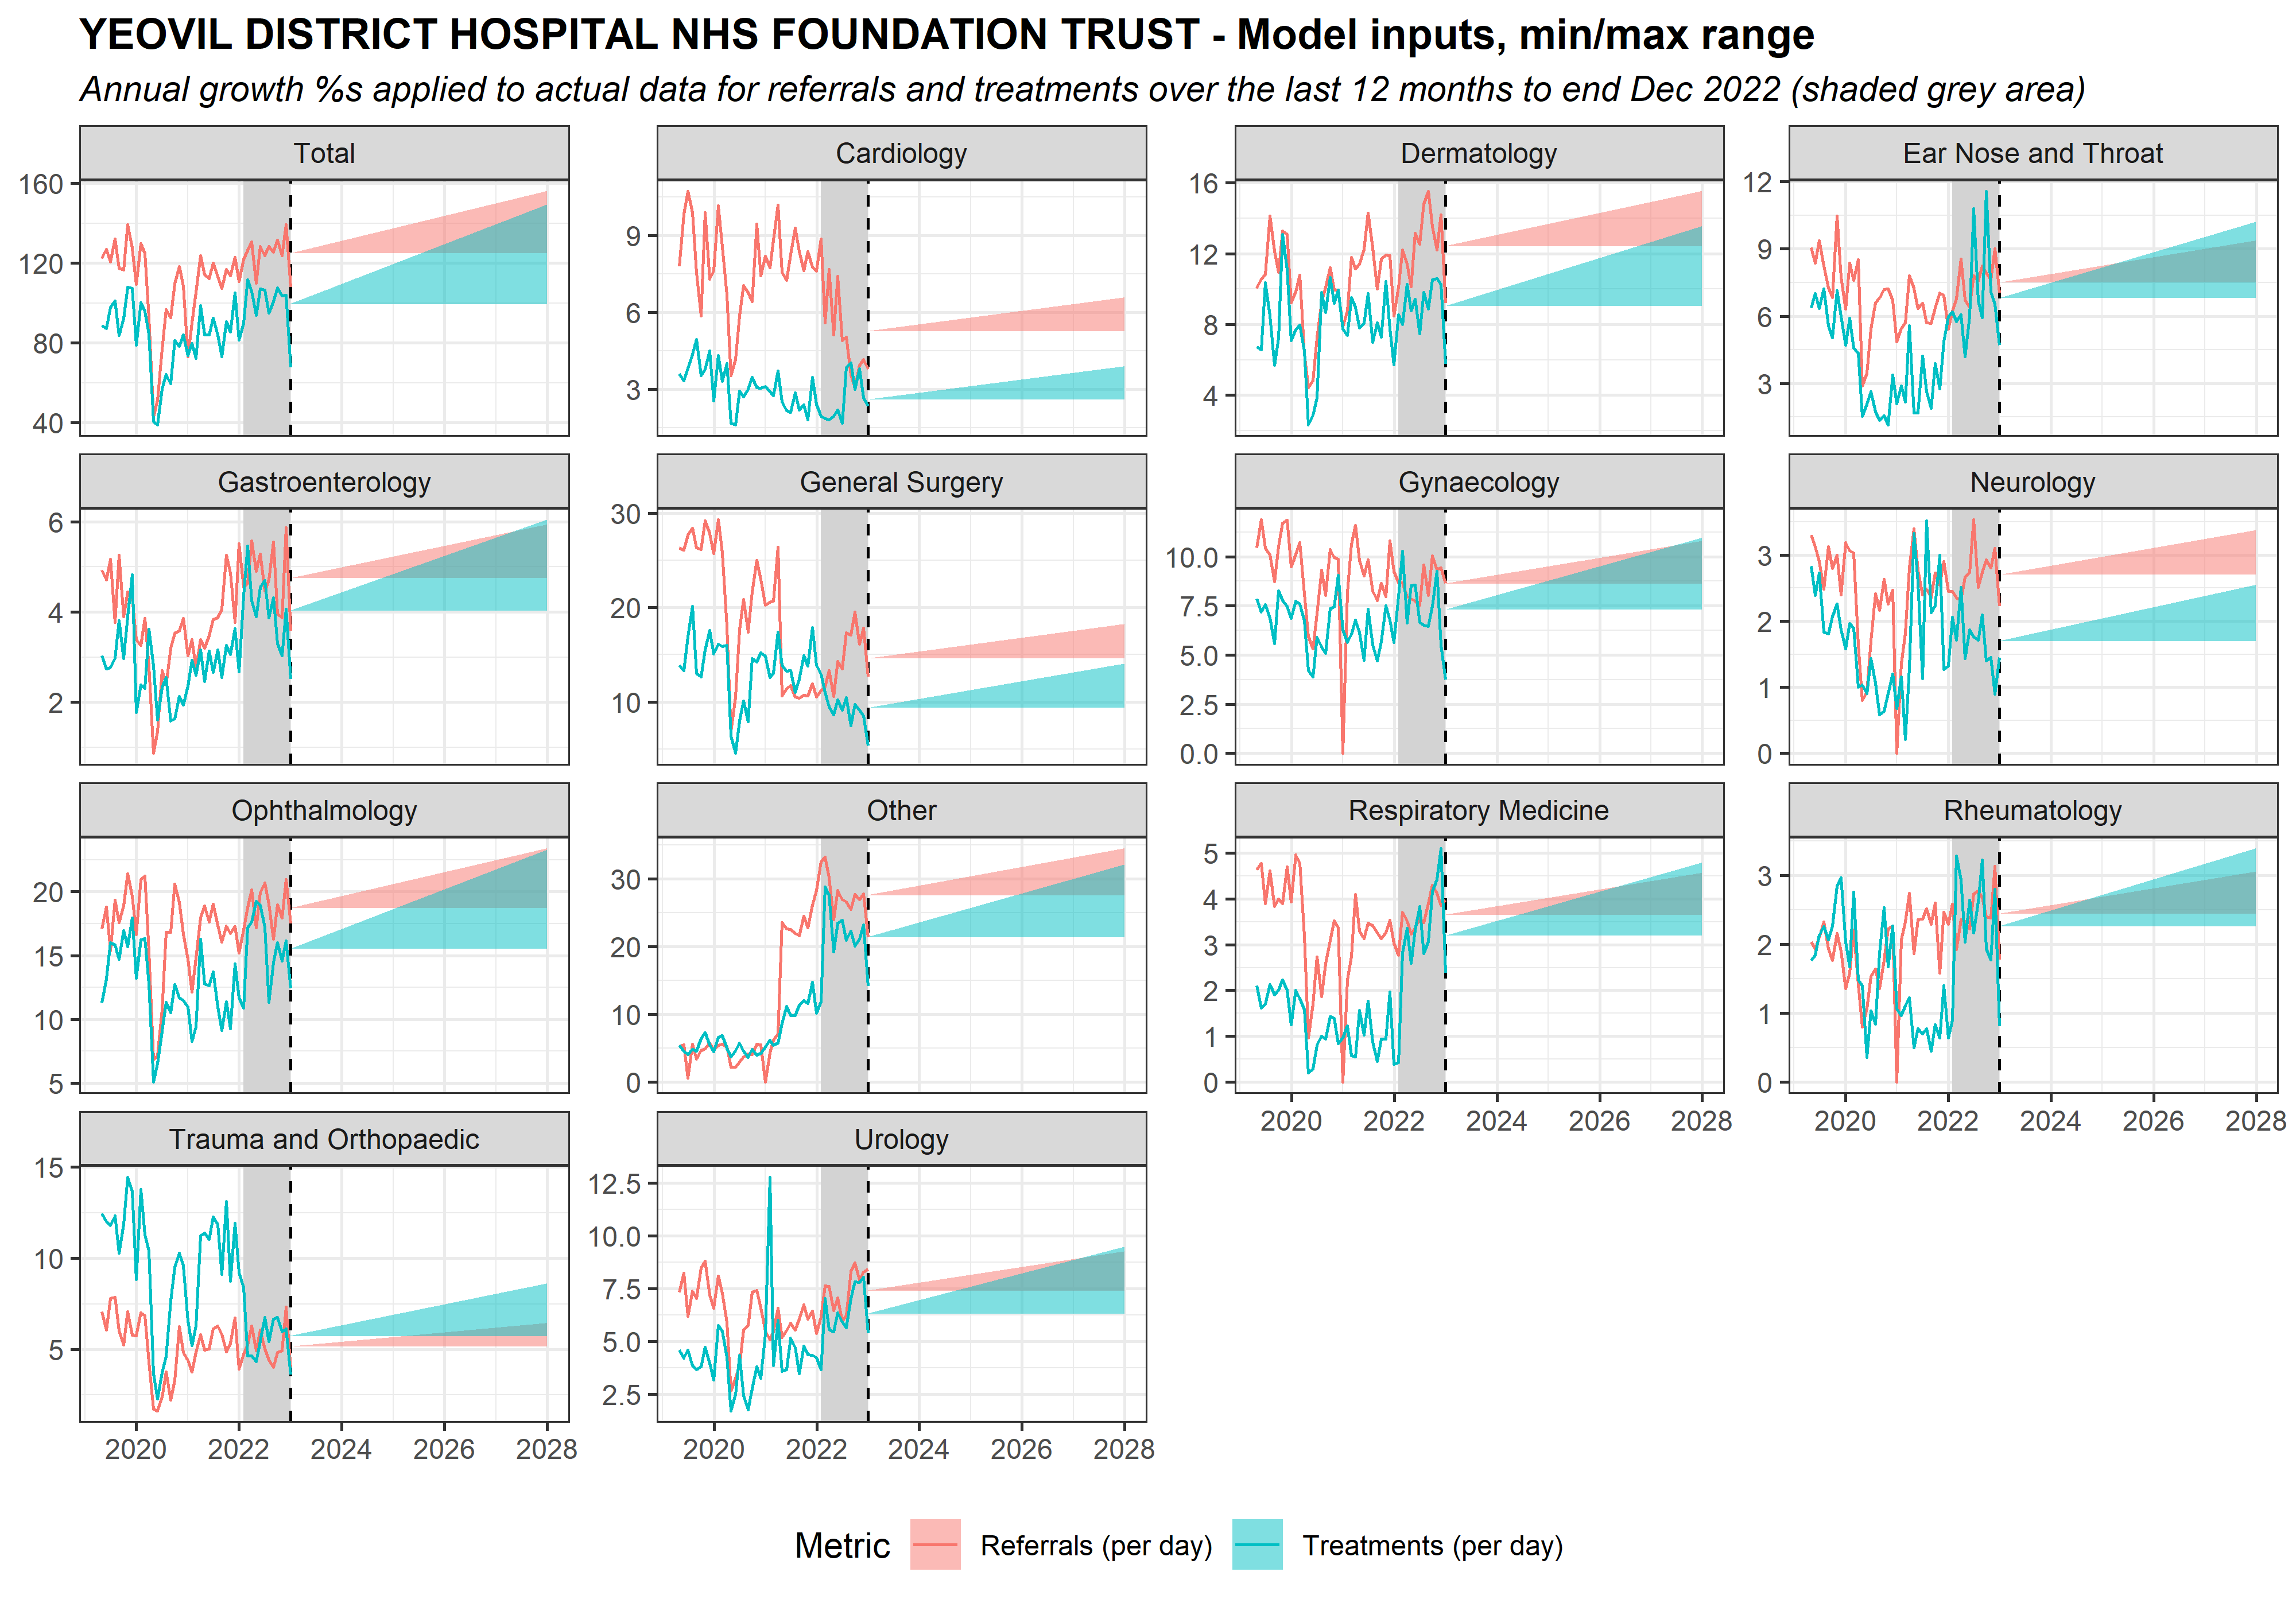 YEOVIL DISTRICT HOSPITAL NHS FOUNDATION TRUST - Model inputs, min/max range
Annual growth %s applied to actual data for referrals and treatments over the last 12 months to end Dec 2022 (shaded grey area)
Total
160
120
80
40
Cardiology
9
6
3
Dermatology
16
12
8
4
Ear Nose and Throat
12
9
6
3
Gastroenterology
6
4
2
General Surgery
30
20
10
Gynaecology
10.0
7.5
5.0
2.5
0.0
Neurology
3
2
1
0
Ophthalmology
20
15
10
5
Other
30
20
10
0
Respiratory Medicine
5
4
3
2
1
0
2020 2022 2024 2026 2028
Rheumatology
3
2
1
0
2020 2022 2024 2026 2028
Trauma and Orthopaedic
15
10
5
2020 2022 2024 2026 2028
Urology
12.5
10.0
7.5
5.0
2.5
2020 2022 2024 2026 2028
Metric Referrals (per day) Treatments (per day)